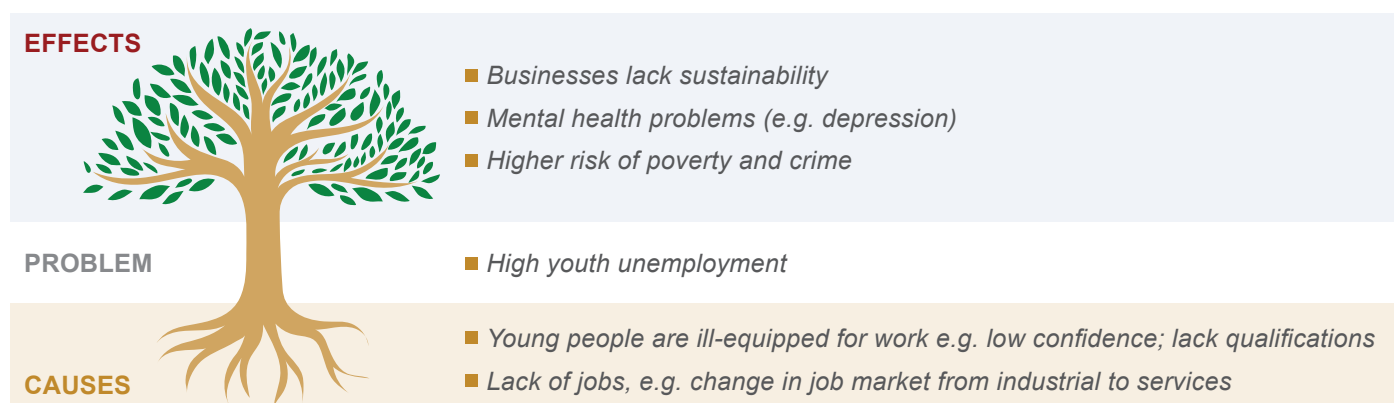 EFFECTS
■ Businesses lack sustainability
■ Mental health problems (e.g. depression)
■ Higher risk of poverty and crime
PROBLEM
■ High youth unemployment
■ Young people are ill-equipped for work e.g. low confidence; lack qualifications
■ Lack of jobs, e.g. change in job market from industrial to services
CAUSES